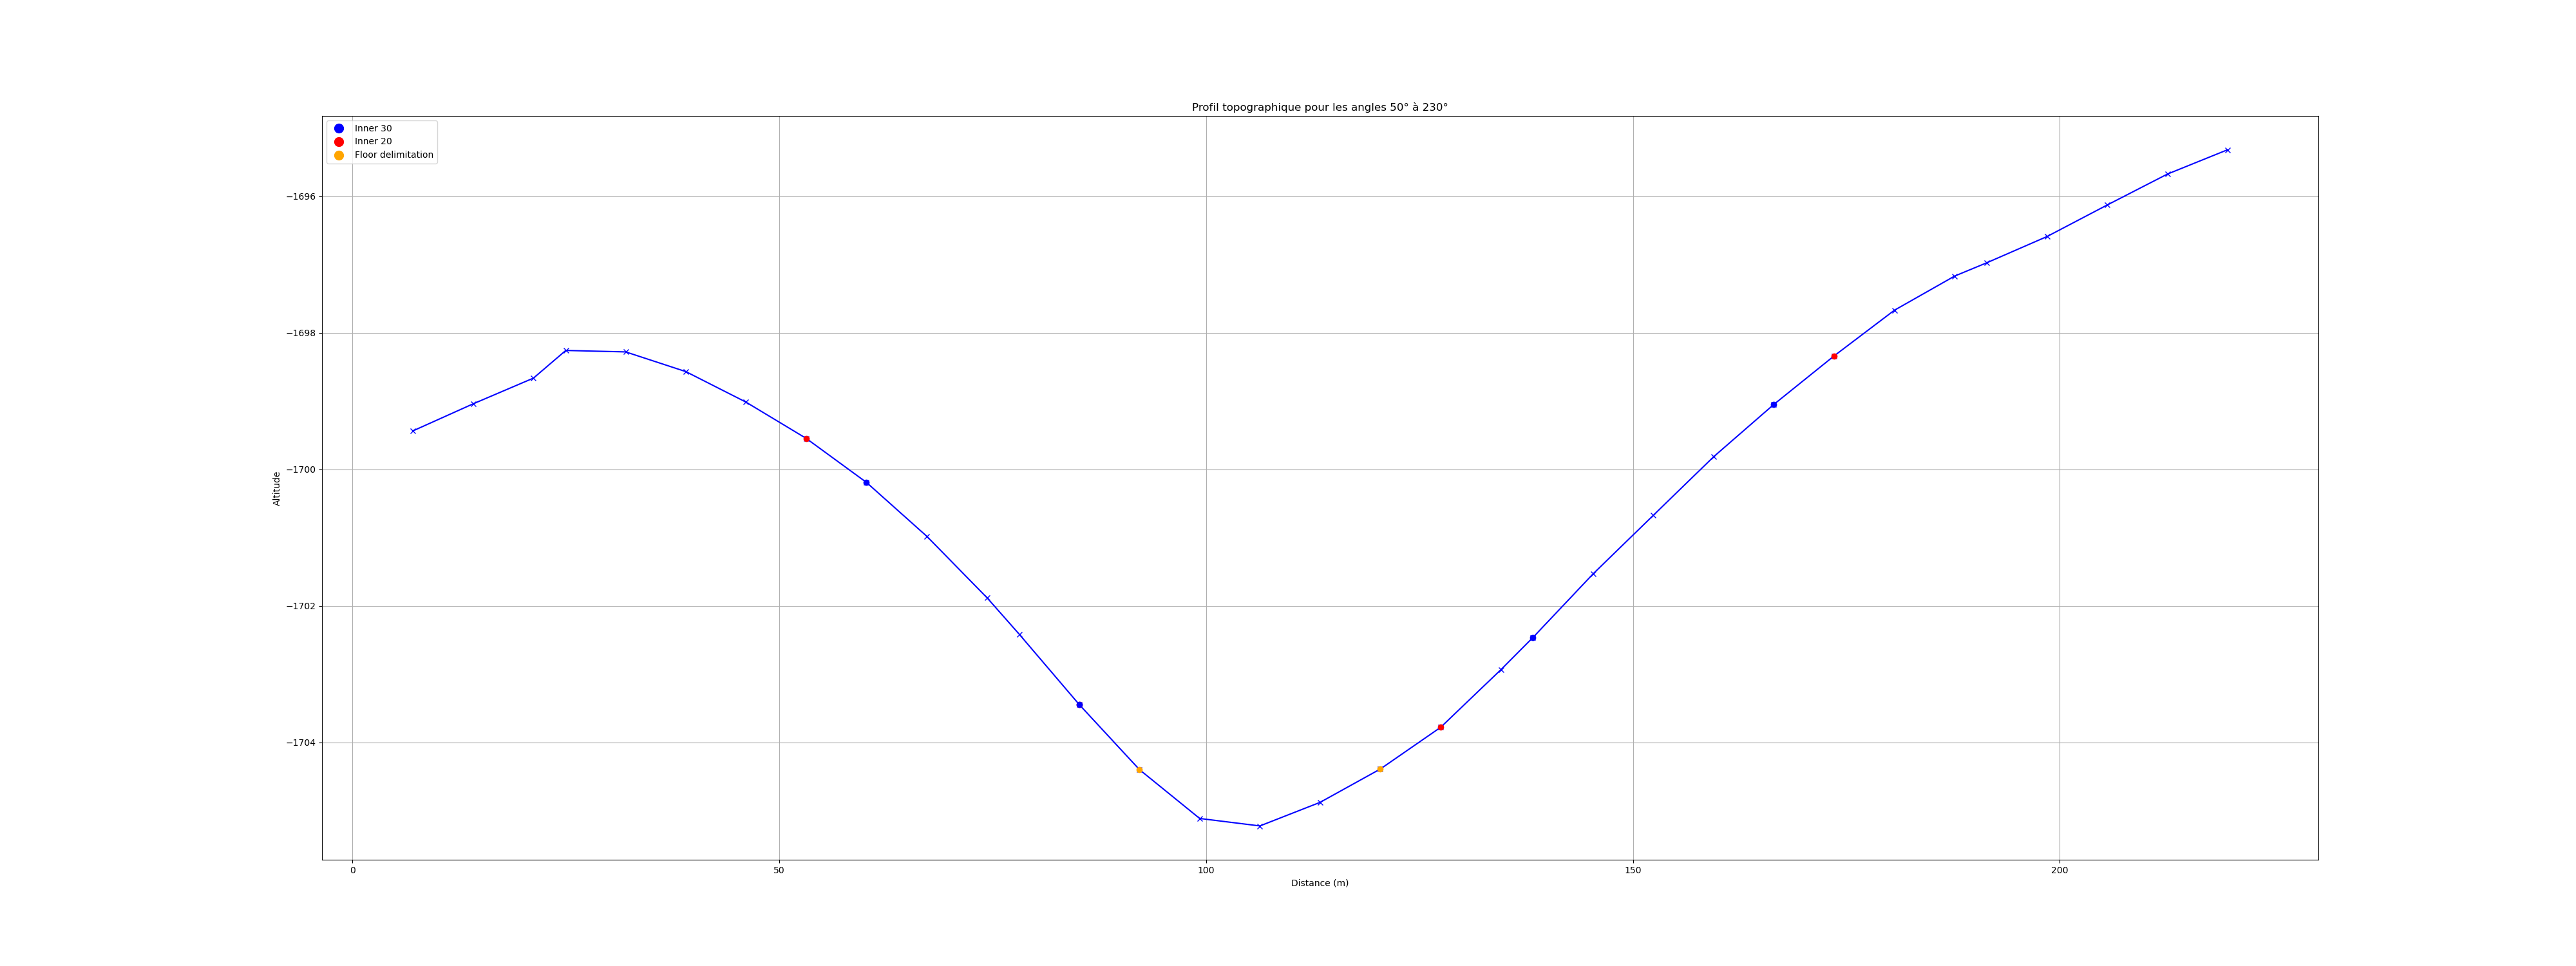 Profil topographique pour les angles 50° à 230°
Inner 30
Inner 20
Floor delimitation
−1696
−1698
−1700
−1702
−1704
Altitude
0 50 100 150 200
Distance (m)